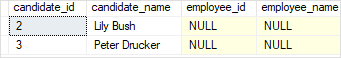 candidate_id candidate_name employee_id employee_name
2 Lily Bush NULL NULL
3 Peter Drucker NULL NULL